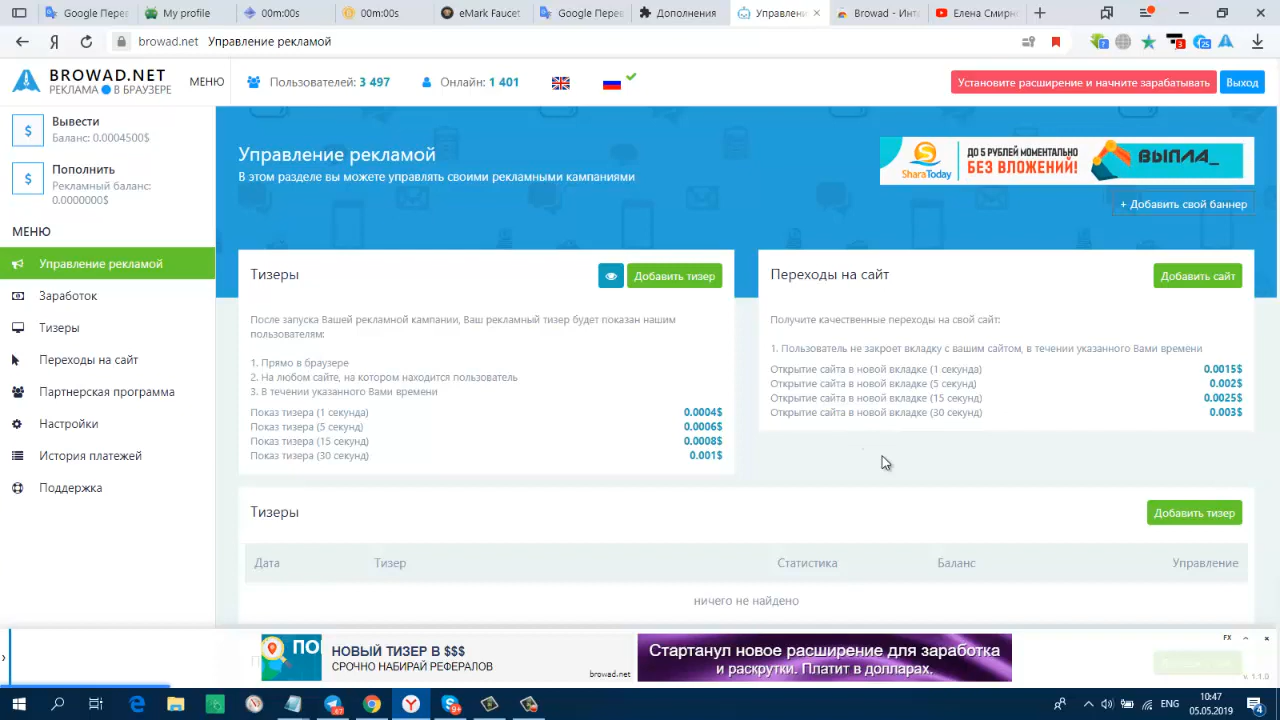 Google Пере
My profile
00m:00s
00m:00s
eMark Faucet
Google Пере
Дополнения
Управлени
Browad - Инт
Елена Смирн
browad.net Управление рекламой
BROWAD.NET
РЕКЛАМА В БРАУЗЕРЕ
МЕНЮ
Пользователей: 3 497
Онлайн: 1 401
Установите расширение и начните зарабатывать
Выход
$
Вывести
Баланс: 0.0004500$
$
Пополнить
Рекламный баланс:
0.0000000$
МЕНЮ
Управление рекламой
Заработок
Тизеры
Переходы на сайт
Партнерская программа
Настройки
История платежей
Поддержка
Управление рекламой
В этом разделе вы можете управлять своими рекламными кампаниями
SharaToday
ДО 5 РУБЛЕЙ МОМЕНТАЛЬНО
БЕЗ ВЛОЖЕНИЙ!
ВЫПЛА_
+ Добавить свой баннер
Тизеры
Добавить тизер
После запуска Вашей рекламной кампании, Ваш рекламный тизер будет показан нашим
пользователям:
1. Прямо в браузере
2. На любом сайте, на котором находится пользователь
3. В течении указанного Вами времени
Показ тизера (1 секунда) 0.0004$
Показ тизера (5 секунд) 0.0006$
Показ тизера (15 секунд) 0.0008$
Показ тизера (30 секунд) 0.001$
Переходы на сайт
Добавить сайт
Получите качественные переходы на свой сайт:
1. Пользователь не закроет вкладку с вашим сайтом, в течении указанного Вами времени
Открытие сайта в новой вкладке (1 секунда) 0.0015$
Открытие сайта в новой вкладке (5 секунд) 0.002$
Открытие сайта в новой вкладке (15 секунд) 0.0025$
Открытие сайта в новой вкладке (30 секунд) 0.003$
Тизеры
Добавить тизер
Дата Тизер Статистика Баланс Управление
ничего не найдено
ПО
НОВЫЙ ТИЗЕР В $$$
СРОЧНО НАБИРАЙ РЕФЕРАЛОВ
browad.net
Стартанул новое расширение для заработка
и раскрутки. Платит в долларах.
FX
v. 1.1.0
ENG
10:47
05.05.2019